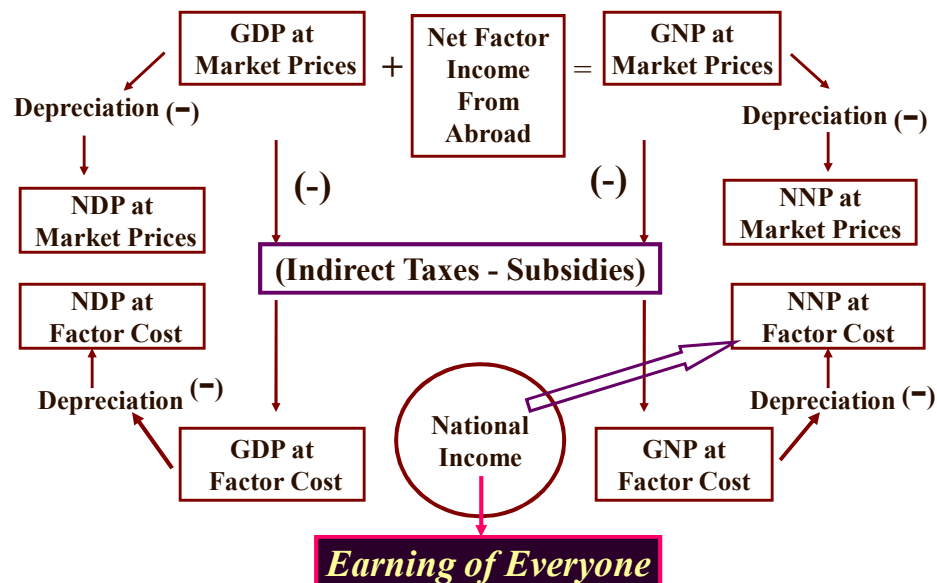 GDP at
Market Prices
+
Net Factor
Income
From
Abroad
=
GNP at
Market Prices
Depreciation (-)
Depreciation (-)
(-)
(-)
NDP at
Market Prices
NNP at
Market Prices
(Indirect Taxes - Subsidies)
NDP at
Factor Cost
NNP at
Factor Cost
Depreciation (-)
Depreciation (-)
National
Income
GDP at
Factor Cost
GNP at
Factor Cost
Earning of Everyone